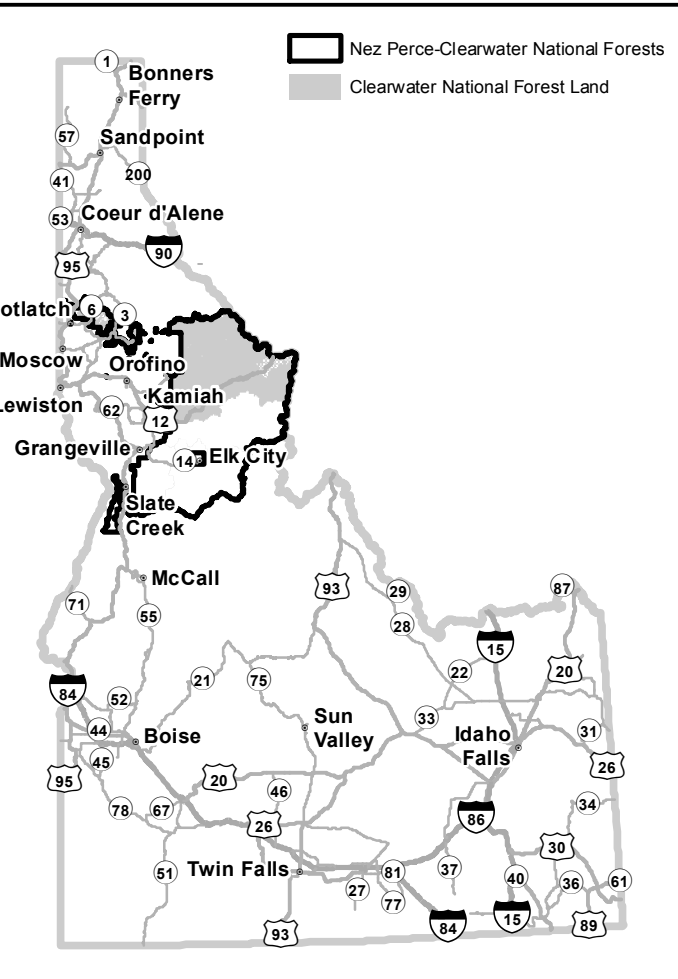 Nez Perce-Clearwater National Forests
Clearwater National Forest Land
1
Bonners
Ferry
57
Sandpoint
200
41
53
Coeur d'Alene
90
95
otlatch
6
3
Moscow
Orofino
Lewiston
Kamiah
62
12
Grangeville
14
Elk City
Slate
Creek
McCall
93
29
87
71
55
28
15
84
52
21
75
22
20
Sun
Valley
33
44
Boise
Idaho
Falls
31
45
95
20
26
46
78
67
34
26
86
30
Twin Falls
51
81
37
40
36
61
27
77
93
84
15
89